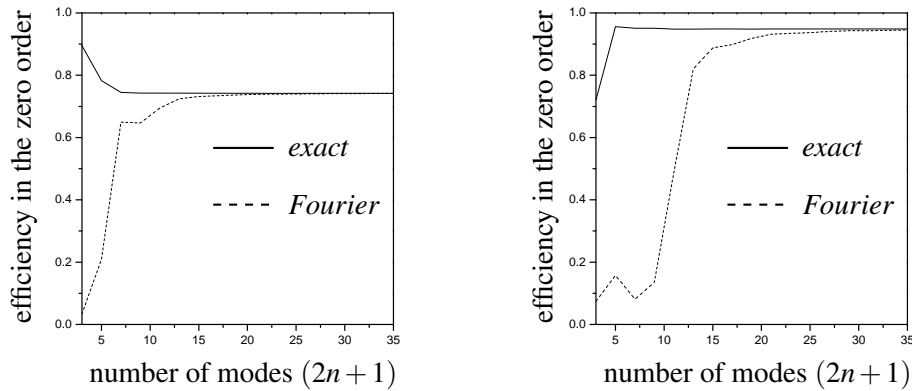 efficiency in the zero order
1.0
0.8
0.6
0.4
0.2
0.0
5 10 15 20 25 30 35
number of modes (2n + 1)
exact
Fourier
efficiency in the zero order
1.0
0.8
0.6
0.4
0.2
0.0
5 10 15 20 25 30 35
number of modes (2n + 1)
exact
Fourier